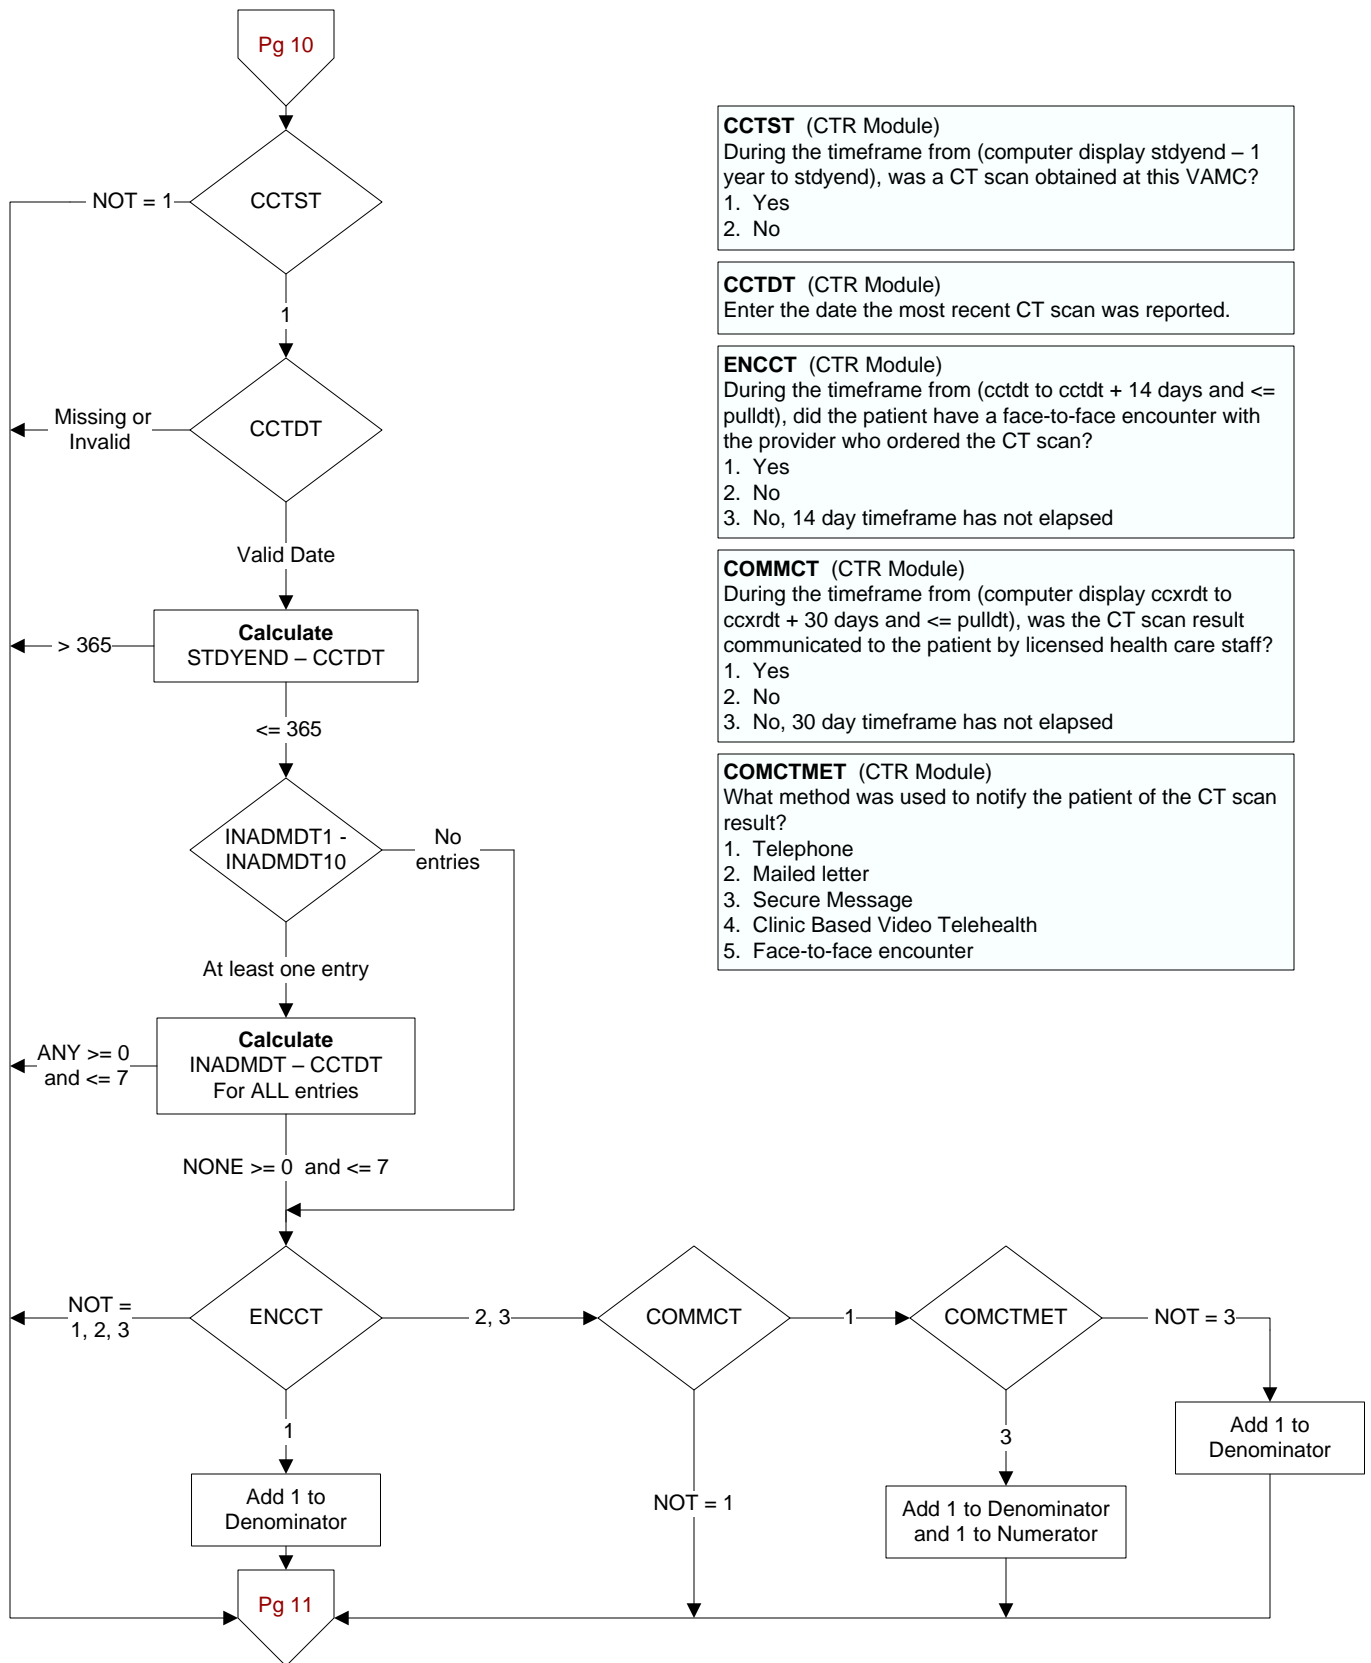 Pg 10
CCTST
NOT = 1
1
CCTDT
Missing or
Invalid
Valid Date
Calculate
STDYEND – CCTDT
> 365
<= 365
INADMDT1 -
INADMDT10
No
entries
At least one entry
Calculate
INADMDT – CCTDT
For ALL entries
ANY >= 0
and <= 7
NONE >= 0 and <= 7
ENCCT
NOT =
1, 2, 3
2, 3
COMMCT
1
COMCTMET
NOT = 3
Add 1 to
Denominator
1
Add 1 to
Denominator
NOT = 1
3
Add 1 to Denominator
and 1 to Numerator
Pg 11
CCTST (CTR Module)
During the timeframe from (computer display stdyend – 1
year to stdyend), was a CT scan obtained at this VAMC?
1. Yes
2. No
CCTDT (CTR Module)
Enter the date the most recent CT scan was reported.
ENCCT (CTR Module)
During the timeframe from (cctdt to cctdt + 14 days and <=
pulldt), did the patient have a face-to-face encounter with
the provider who ordered the CT scan?
1. Yes
2. No
3. No, 14 day timeframe has not elapsed
COMMCT (CTR Module)
During the timeframe from (computer display ccxrdt to
ccxrdt + 30 days and <= pulldt), was the CT scan result
communicated to the patient by licensed health care staff?
1. Yes
2. No
3. No, 30 day timeframe has not elapsed
COMCTMET (CTR Module)
What method was used to notify the patient of the CT scan
result?
1. Telephone
2. Mailed letter
3. Secure Message
4. Clinic Based Video Telehealth
5. Face-to-face encounter